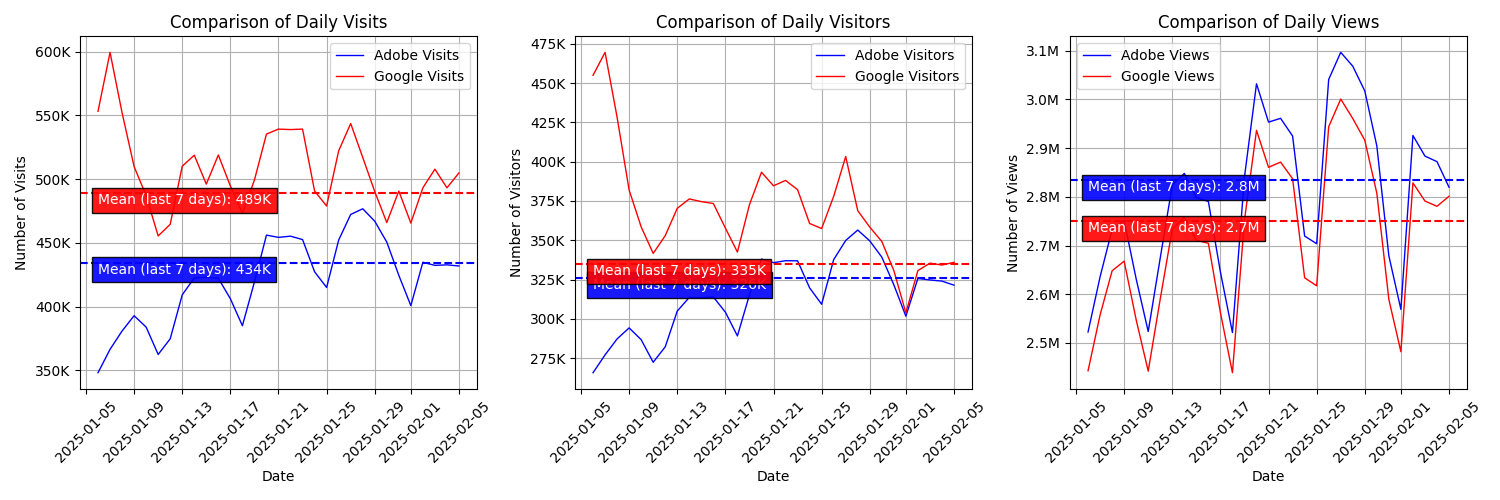 Comparison of Daily Visits
Number of Visits
600K
550K
500K
450K
400K
350K
Adobe Visits
Google Visits
Mean (last 7 days): 489K
Mean (last 7 days): 434K
2025-01-05
2025-01-09
2025-01-13
2025-01-17
2025-01-21
2025-01-25
2025-01-29
2025-02-01
2025-02-05
Date
Comparison of Daily Visitors
Number of Visitors
475K
450K
425K
400K
375K
350K
325K
300K
275K
Adobe Visitors
Google Visitors
Mean (last 7 days): 335K
Mean (last 7 days): 326K
2025-01-05
2025-01-09
2025-01-13
2025-01-17
2025-01-21
2025-01-25
2025-01-29
2025-02-01
2025-02-05
Date
Comparison of Daily Views
Number of Views
3.1M
3.0M
2.9M
2.8M
2.7M
2.6M
2.5M
Adobe Views
Google Views
Mean (last 7 days): 2.8M
Mean (last 7 days): 2.7M
2025-01-05
2025-01-09
2025-01-13
2025-01-17
2025-01-21
2025-01-25
2025-01-29
2025-02-01
2025-02-05
Date